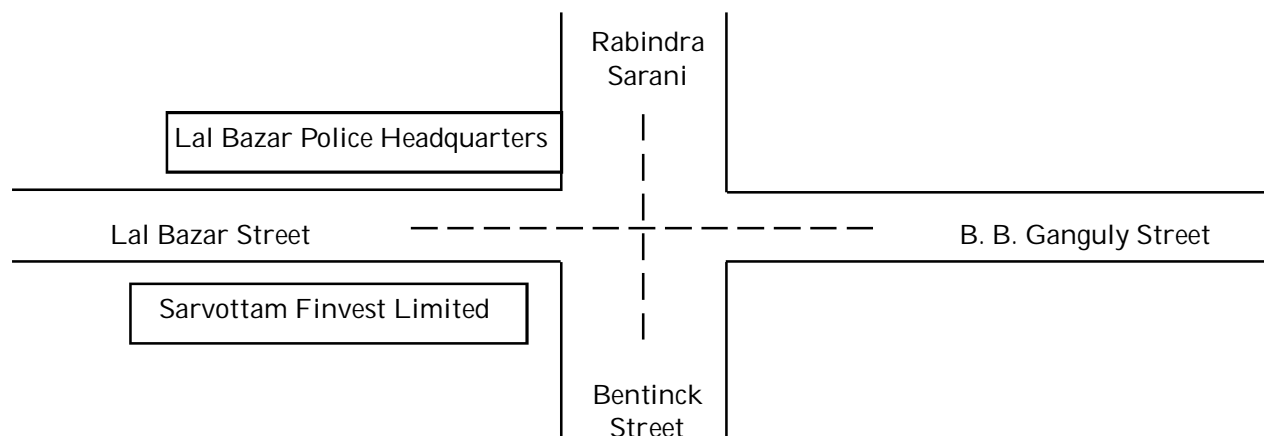 Rabindra
Sarani
Lal Bazar Police Headquarters
Lal Bazar Street
B. B. Ganguly Street
Sarvottam Finvest Limited
Bentinck
Street